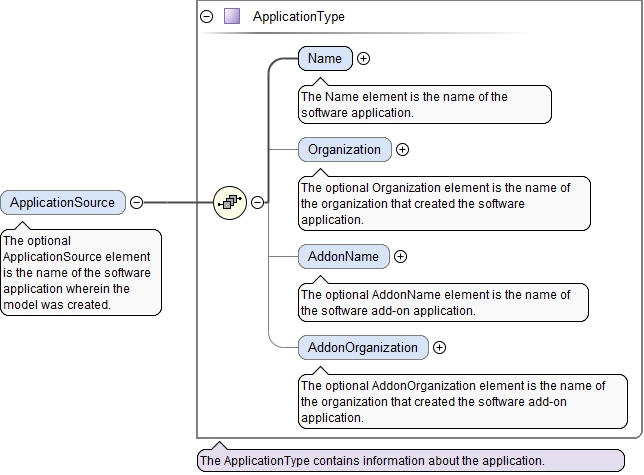 ApplicationType
Name
The Name element is the name of the
software application.
Organization
The optional Organization element is the name of
the organization that created the software
application.
ApplicationSource
The optional
ApplicationSource element
is the name of the software
application wherein the
model was created.
AddonName
The optional AddonName element is the name of
the software add-on application.
AddonOrganization
The optional AddonOrganization element is the name of
the organization that created the software add-on
application.
The ApplicationType contains information about the application.